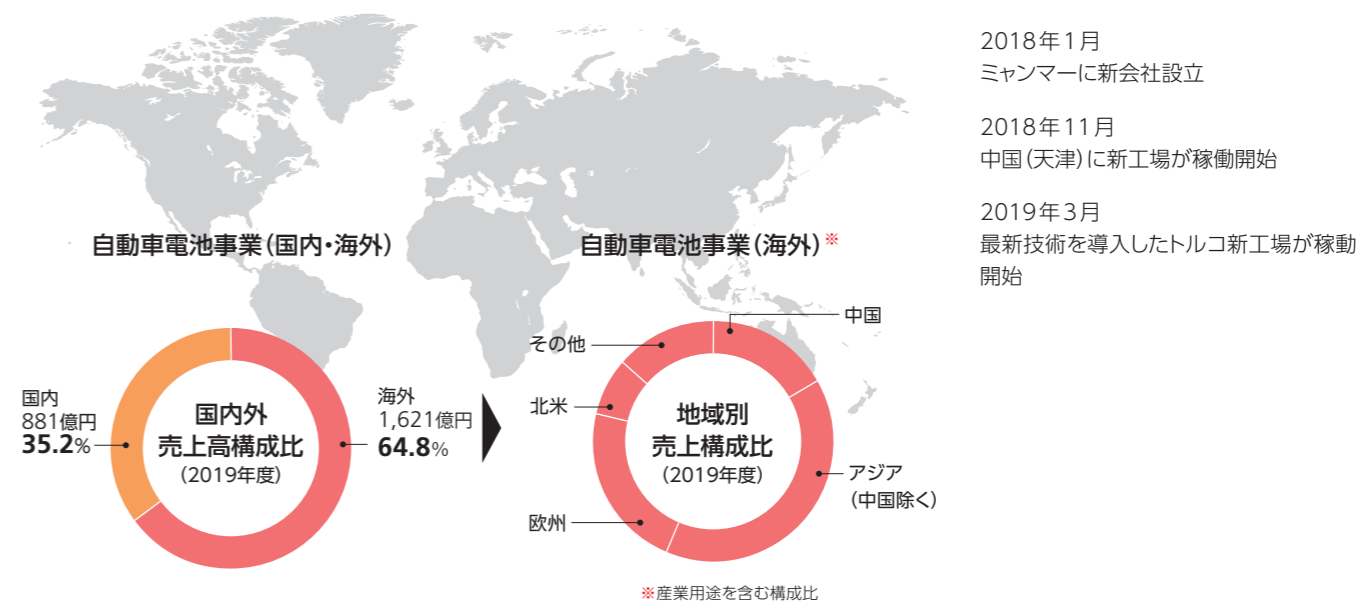 自動車電池事業(国内・海外)
国内
881億円
35.2%
国内外
売上高構成比
(2019年度)
海外
1,621億円
64.8%
自動車電池事業(海外)※
中国
その他
北米
地域別
売上構成比
(2019年度)
アジア
(中国除く)
欧州
※産業用途を含む構成比
2018年1月
ミャンマーに新会社設立
2018年11月
中国(天津)に新工場が稼働開始
2019年3月
最新技術を導入したトルコ新工場が稼働
開始